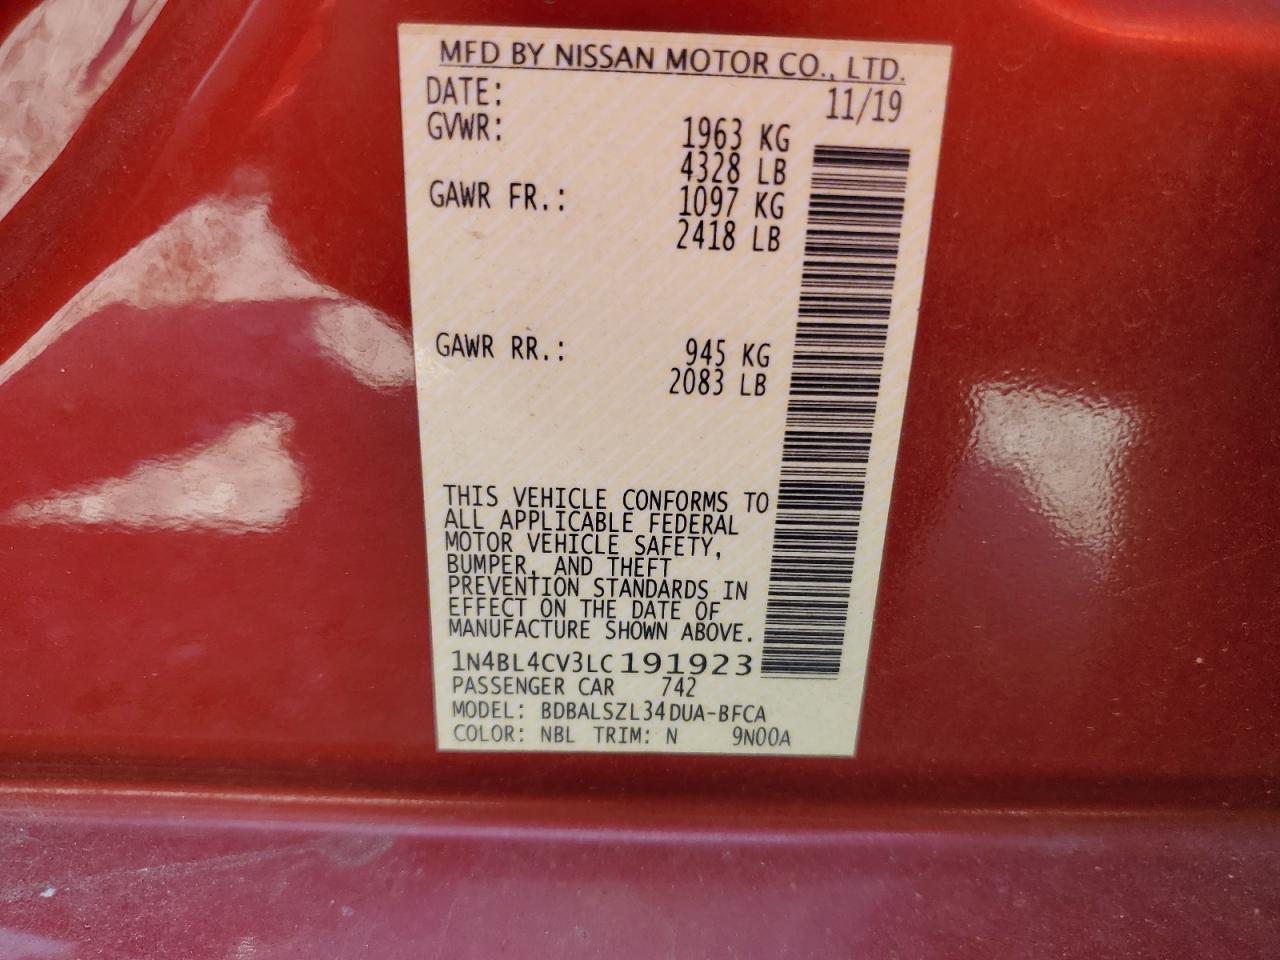 MFD BY NISSAN MOTOR CO., LTD.
DATE: 11/19
GVWR: 1963 KG
4328 LB
GAWR FR.: 1097 KG
2418 LB
GAWR RR.: 945 KG
2083 LB
THIS VEHICLE CONFORMS TO
ALL APPLICABLE FEDERAL
MOTOR VEHICLE SAFETY,
BUMPER, AND THEFT
PREVENTION STANDARDS IN
EFFECT ON THE DATE OF
MANUFACTURE SHOWN ABOVE.
1N4BL4CV3LC191923
PASSENGER CAR 742
MODEL: BDBALSZL34DUA-BFCA
COLOR: NBL TRIM: N 9N00A